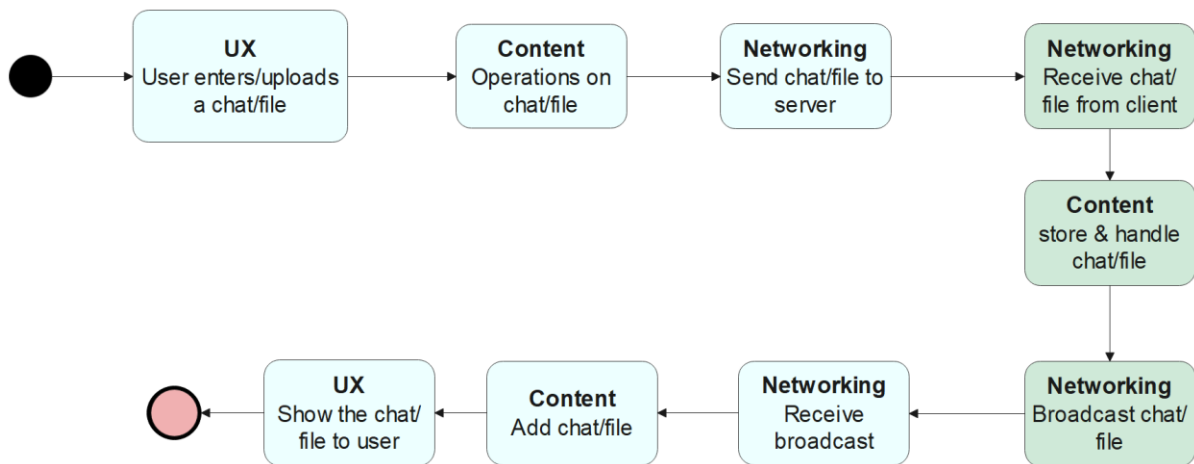 UX
User enters/uploads
a chat/file
Content
Operations on
chat/file
Networking
Send chat/file to
server
Networking
Receive chat/
file from client
Content
store & handle
chat/file
Networking
Broadcast chat/
file
Networking
Receive
broadcast
Content
Add chat/file
UX
Show the chat/
file to user